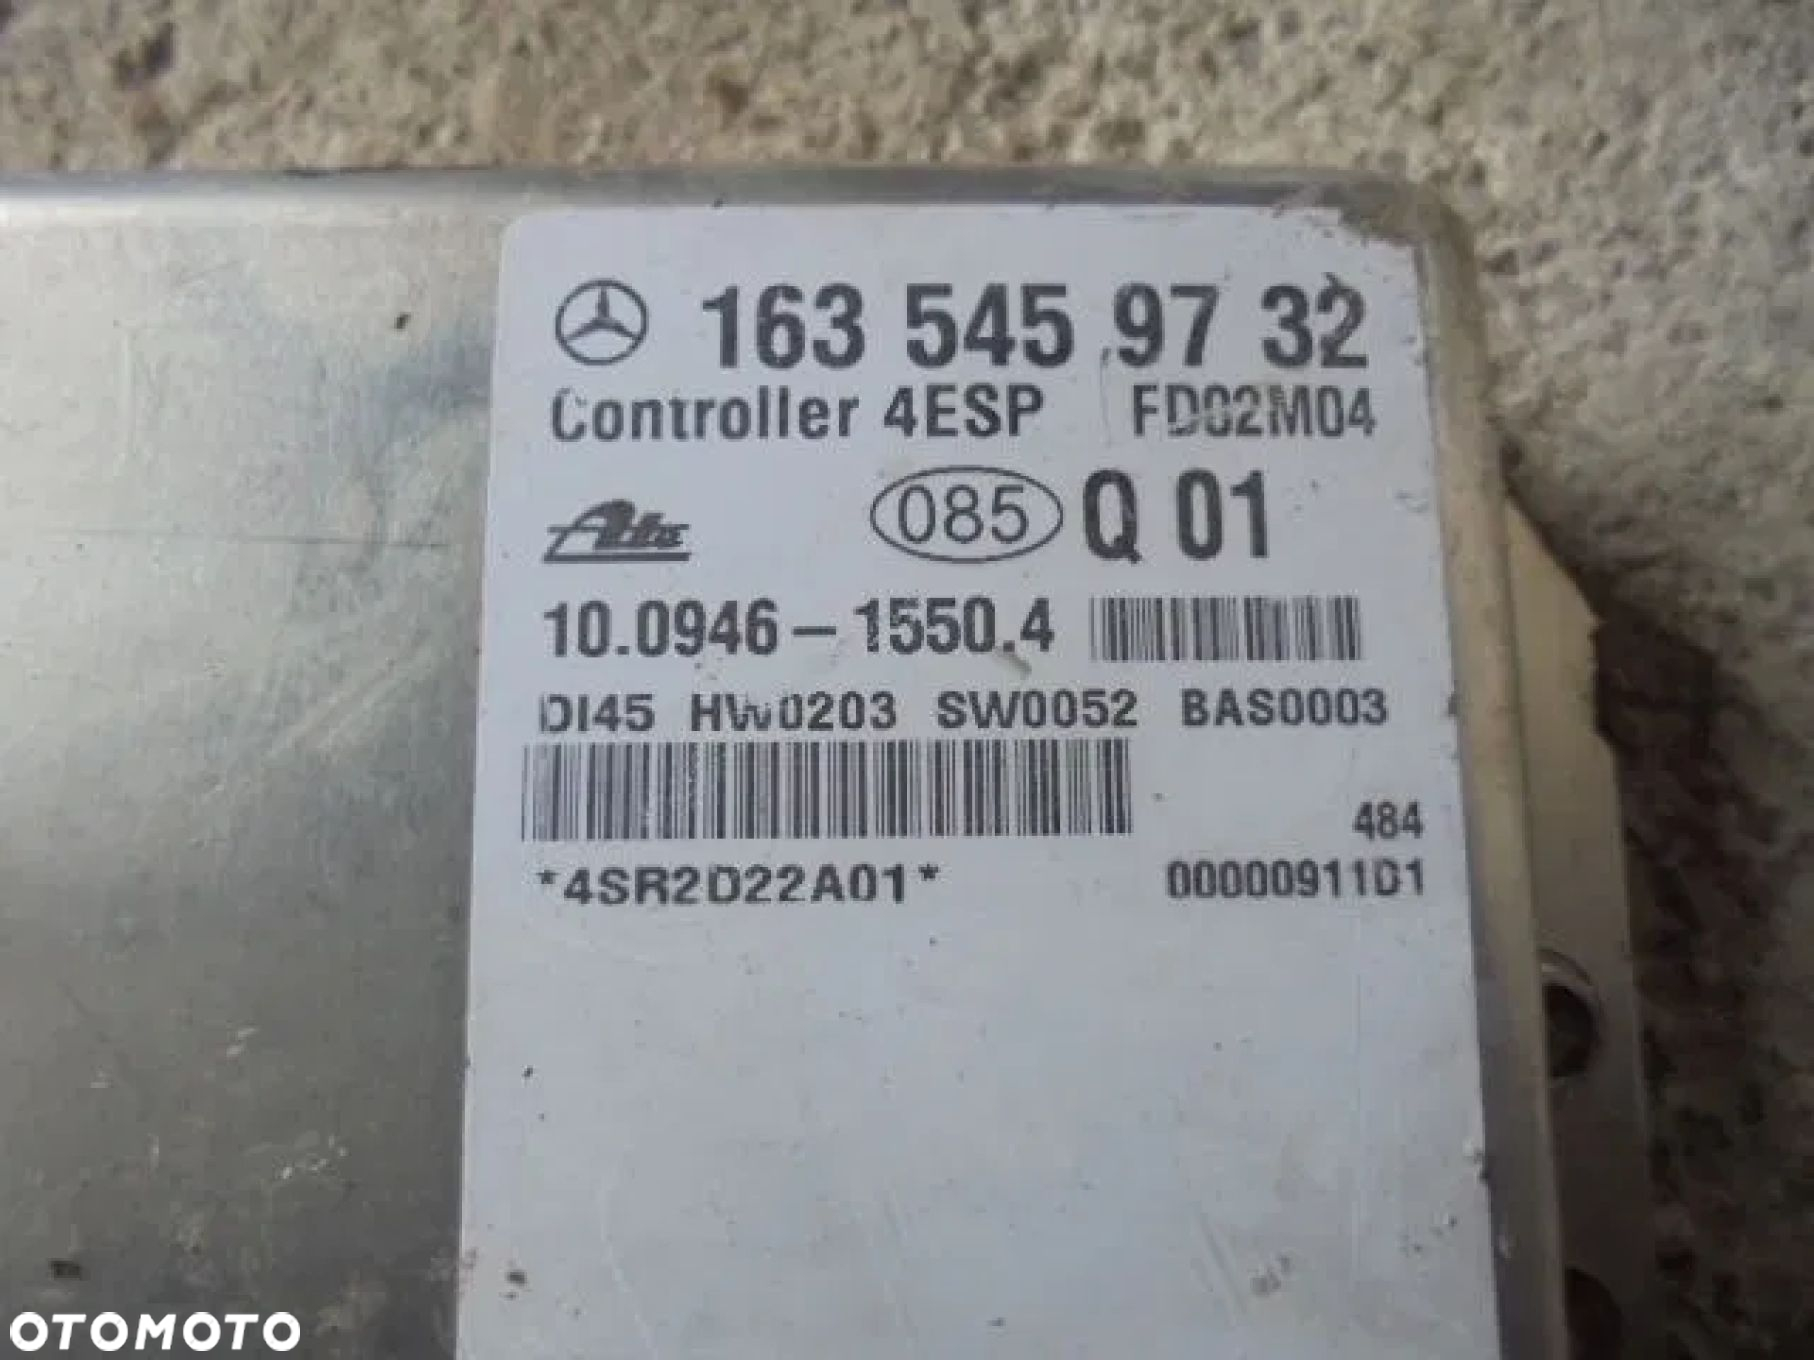 163 545 97 32
Controller 4ESP FD02M04
Ate 085 Q 01
10.0946-1550.4
DI45 HW0203 SW0052 BAS0003
484
*4SR2D22A01* 00000911D1
OTOMOTO